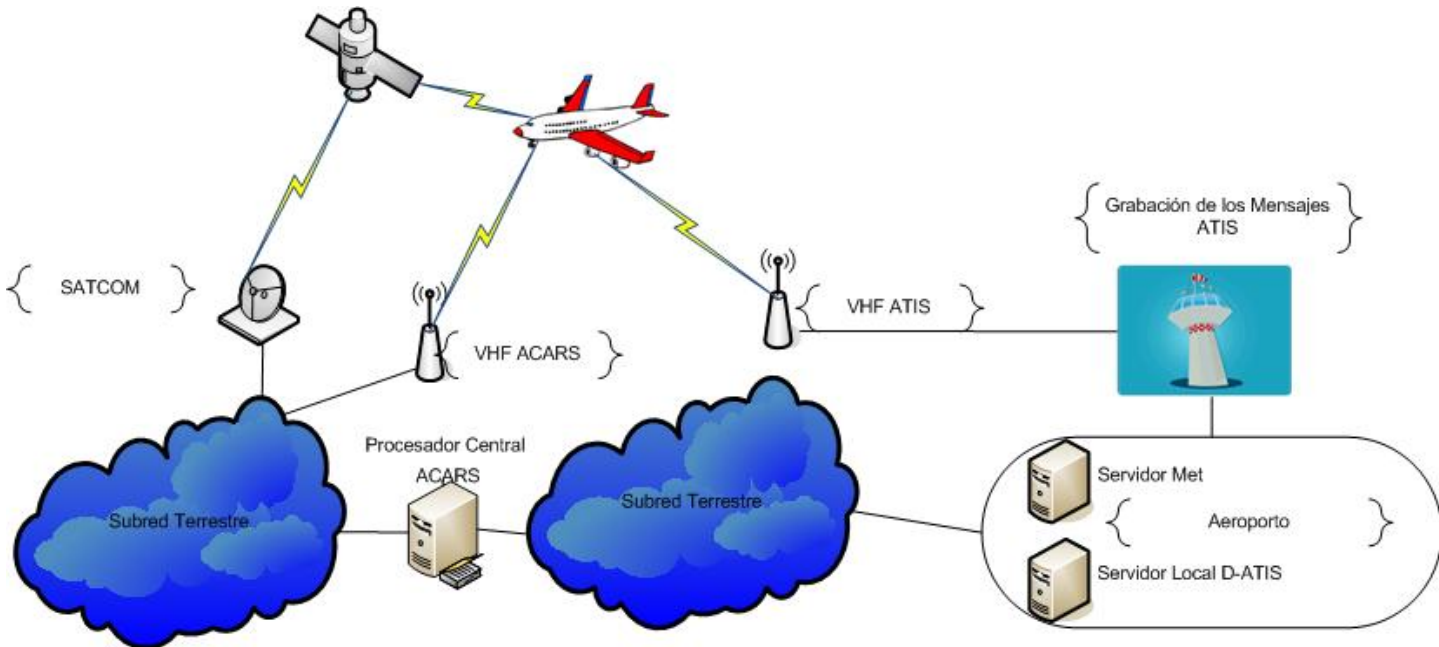 Grabación de los Mensajes
ATIS
SATCOM
VHF ATIS
VHF ACARS
Procesador Central
ACARS
Subred Terrestre
Subred Terrestre
Servidor Met
Aeroporto
Servidor Local D-ATIS